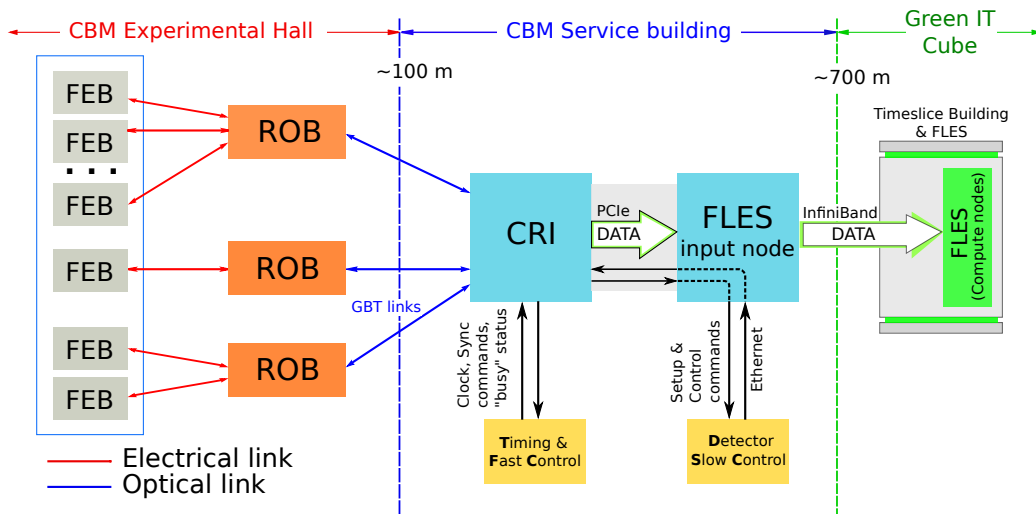 CBM Experimental Hall
CBM Service building
Green IT
Cube
~100 m
~700 m
FEB
FEB
. . .
FEB
FEB
FEB
FEB
ROB
ROB
ROB
GBT links
CRI
PCIe
DATA
FLES
input node
InfiniBand
DATA
Timeslice Building
& FLES
FLES
(Compute nodes)
Clock, Sync
commands,
"busy" status
Setup &
Control
commands
Ethernet
Timing &
Fast Control
Detector
Slow Control
Electrical link
Optical link